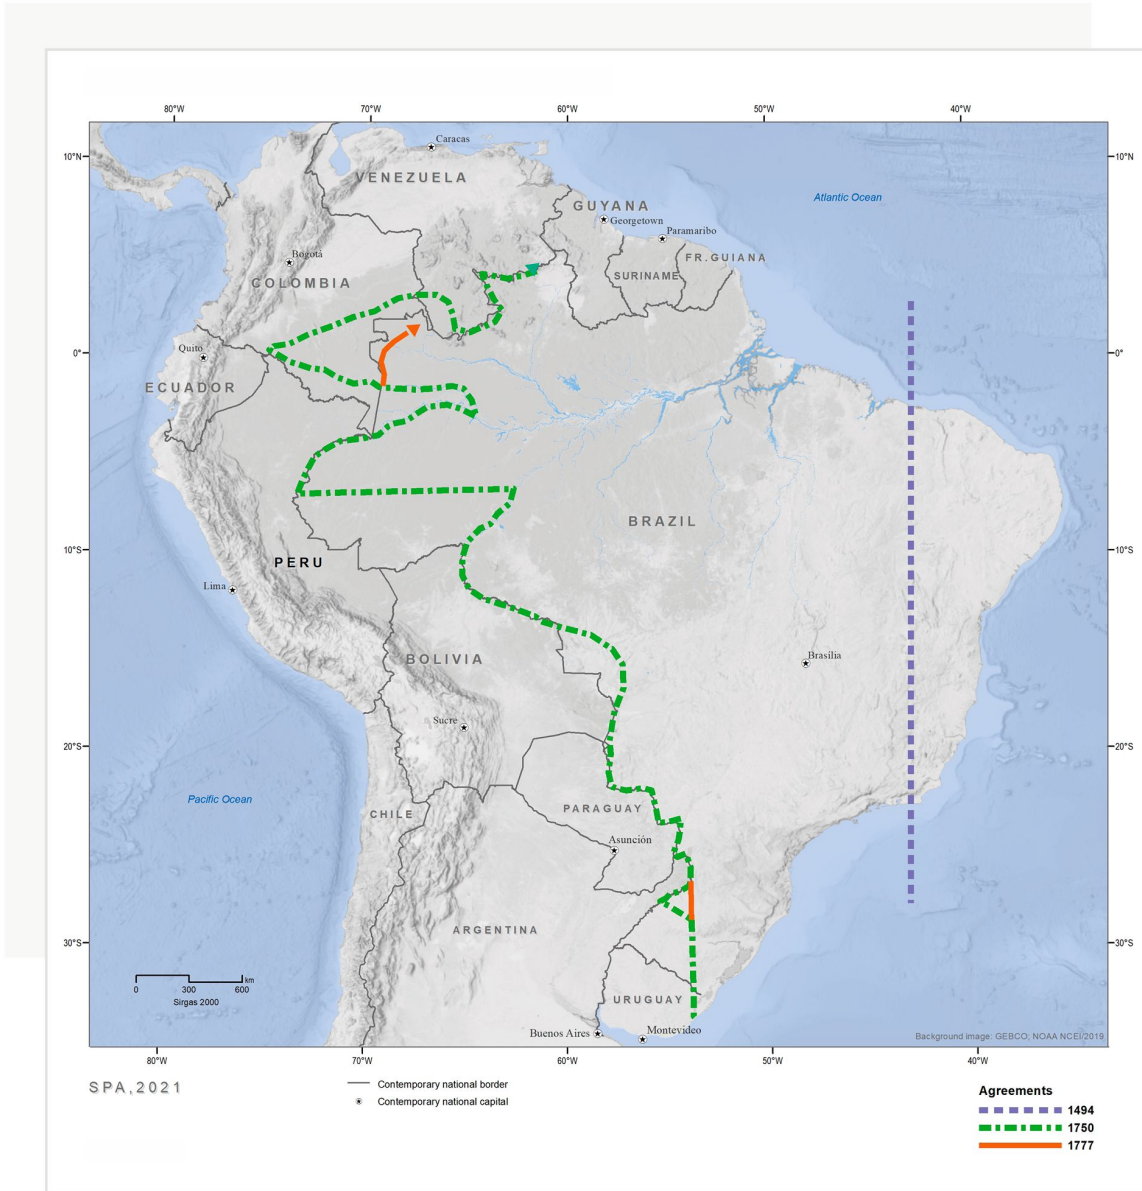 80°W 70°W 60°W 50°W 40°W
Caracas
10°N 10°N
VENEZUELA
Atlantic Ocean
GUYANA
Georgetown
Paramaribo
Bogotá
FR.GUIANA
SURINAME
COLOMBIA
Quito
0° 0°
ECUADOR
BRAZIL
10°S 10°S
PERU
Lima
BOLIVIA
Brasilia
Sucre
20°S 20°S
Pacific Ocean
PARAGUAY
CHILE
Asunción
ARGENTINA
30°S 30°S
km
0 300 600
Sirgas 2000
URUGUAY
Buenos Aires
Montevideo
Background image: GEBCO; NOAA NCEI/2019
80°W 70°W 60°W 50°W 40°W
SPA,2021
Contemporary national border
Contemporary national capital
Agreements
1494
1750
1777